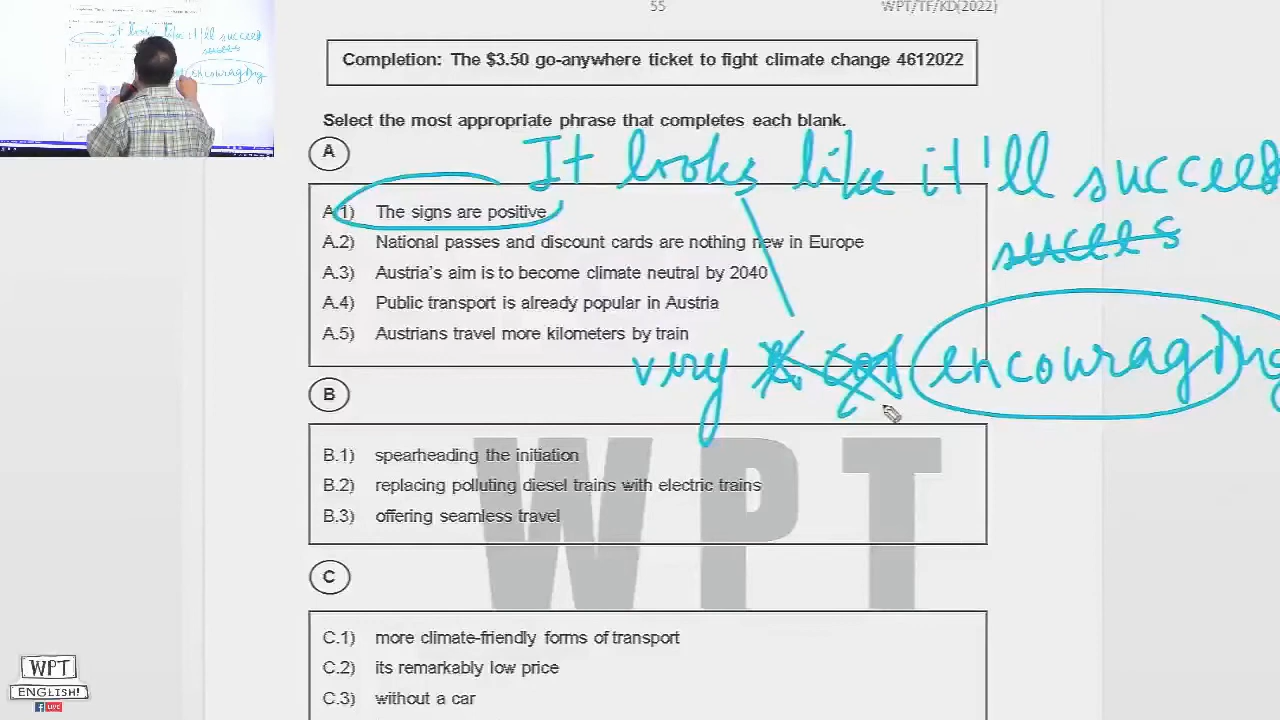 55 WPT/TF/KD(2022)
Completion: The $3.50 go-anywhere ticket to fight climate change 4612022
Select the most appropriate phrase that completes each blank.
A
It looks like it'll succeed
A.1) The signs are positive
success
A.2) National passes and discount cards are nothing new in Europe
A.3) Austria's aim is to become climate neutral by 2040
A.4) Public transport is already popular in Austria
A.5) Austrians travel more kilometers by train
very encouraging
B
B.1) spearheading the initiation
B.2) replacing polluting diesel trains with electric trains
B.3) offering seamless travel
WPT
C
C.1) more climate-friendly forms of transport
C.2) its remarkably low price
C.3) without a car
WPT
ENGLISH!
LIVE